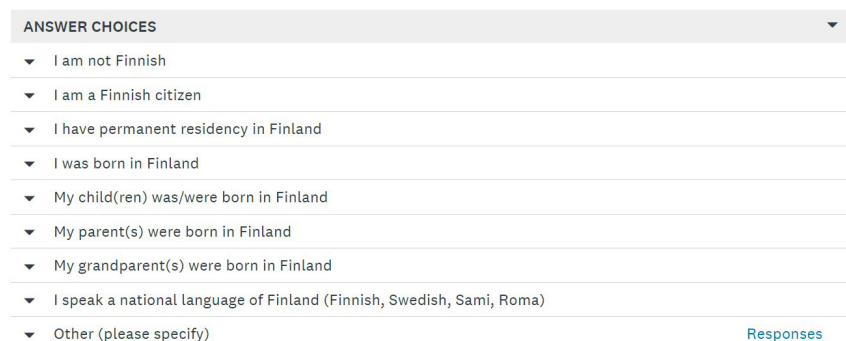 ANSWER CHOICES
I am not Finnish
I am a Finnish citizen
I have permanent residency in Finland
I was born in Finland
My child(ren) was/were born in Finland
My parent(s) were born in Finland
My grandparent(s) were born in Finland
I speak a national language of Finland (Finnish, Swedish, Sami, Roma)
Other (please specify) Responses